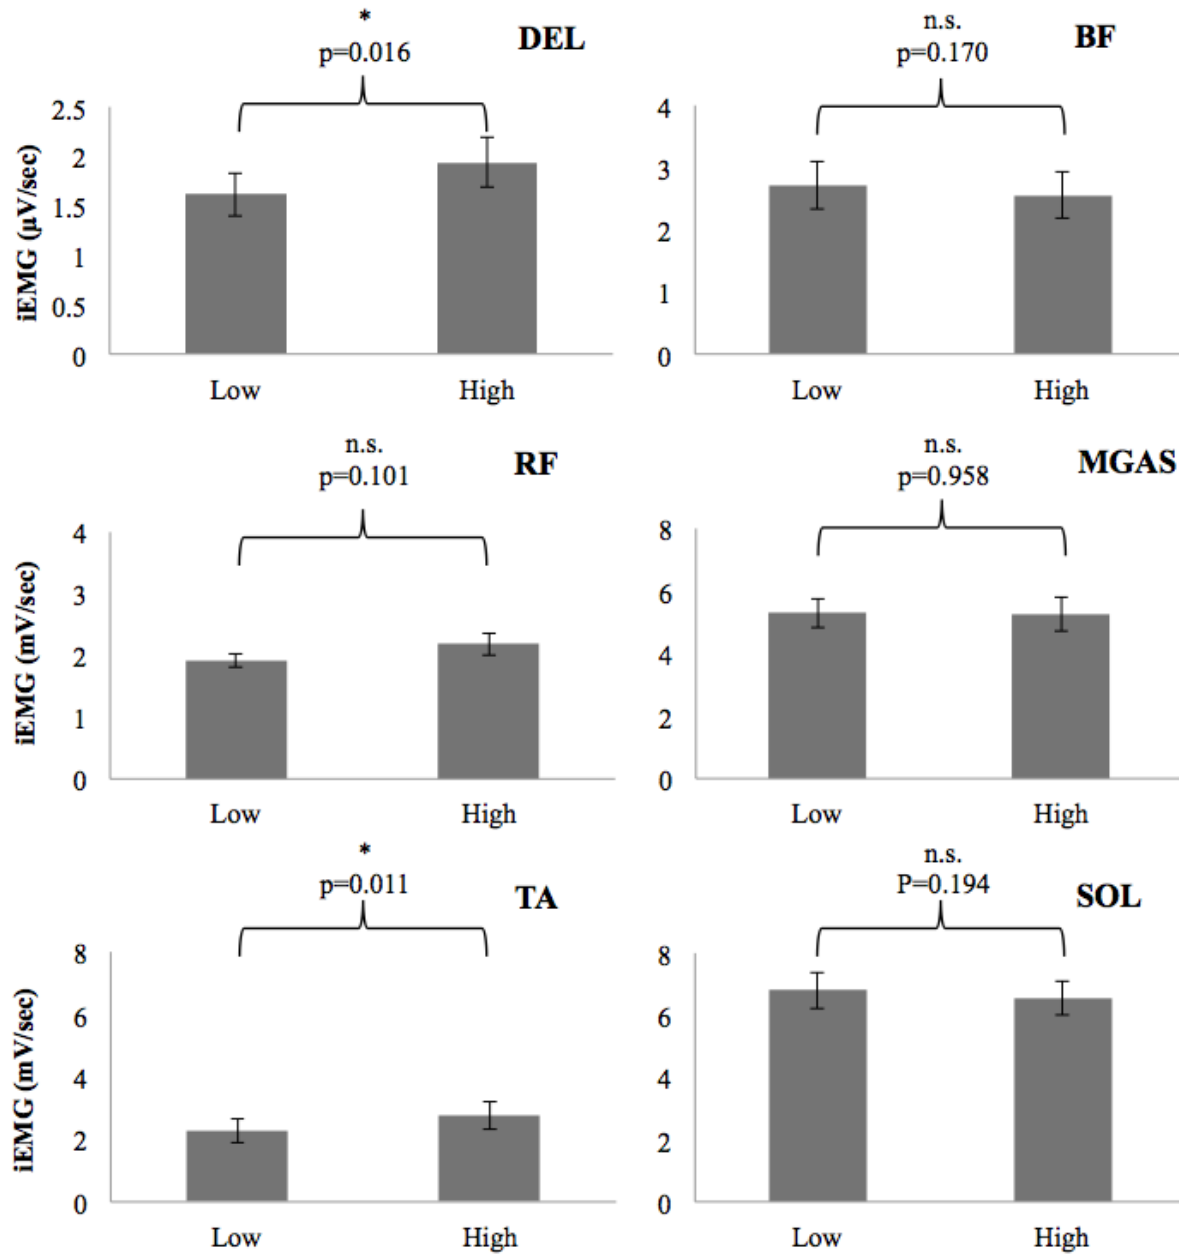 *
p=0.016
DEL
iEMG (µV/sec)
2.5
2
1.5
1
0.5
0
Low High
n.s.
p=0.170
BF
4
3
2
1
0
Low High
n.s.
p=0.101
RF
iEMG (mV/sec)
4
3
2
1
0
Low High
n.s.
p=0.958
MGAS
8
6
4
2
0
Low High
*
p=0.011
TA
iEMG (mV/sec)
8
6
4
2
0
Low High
n.s.
P=0.194
SOL
8
6
4
2
0
Low High